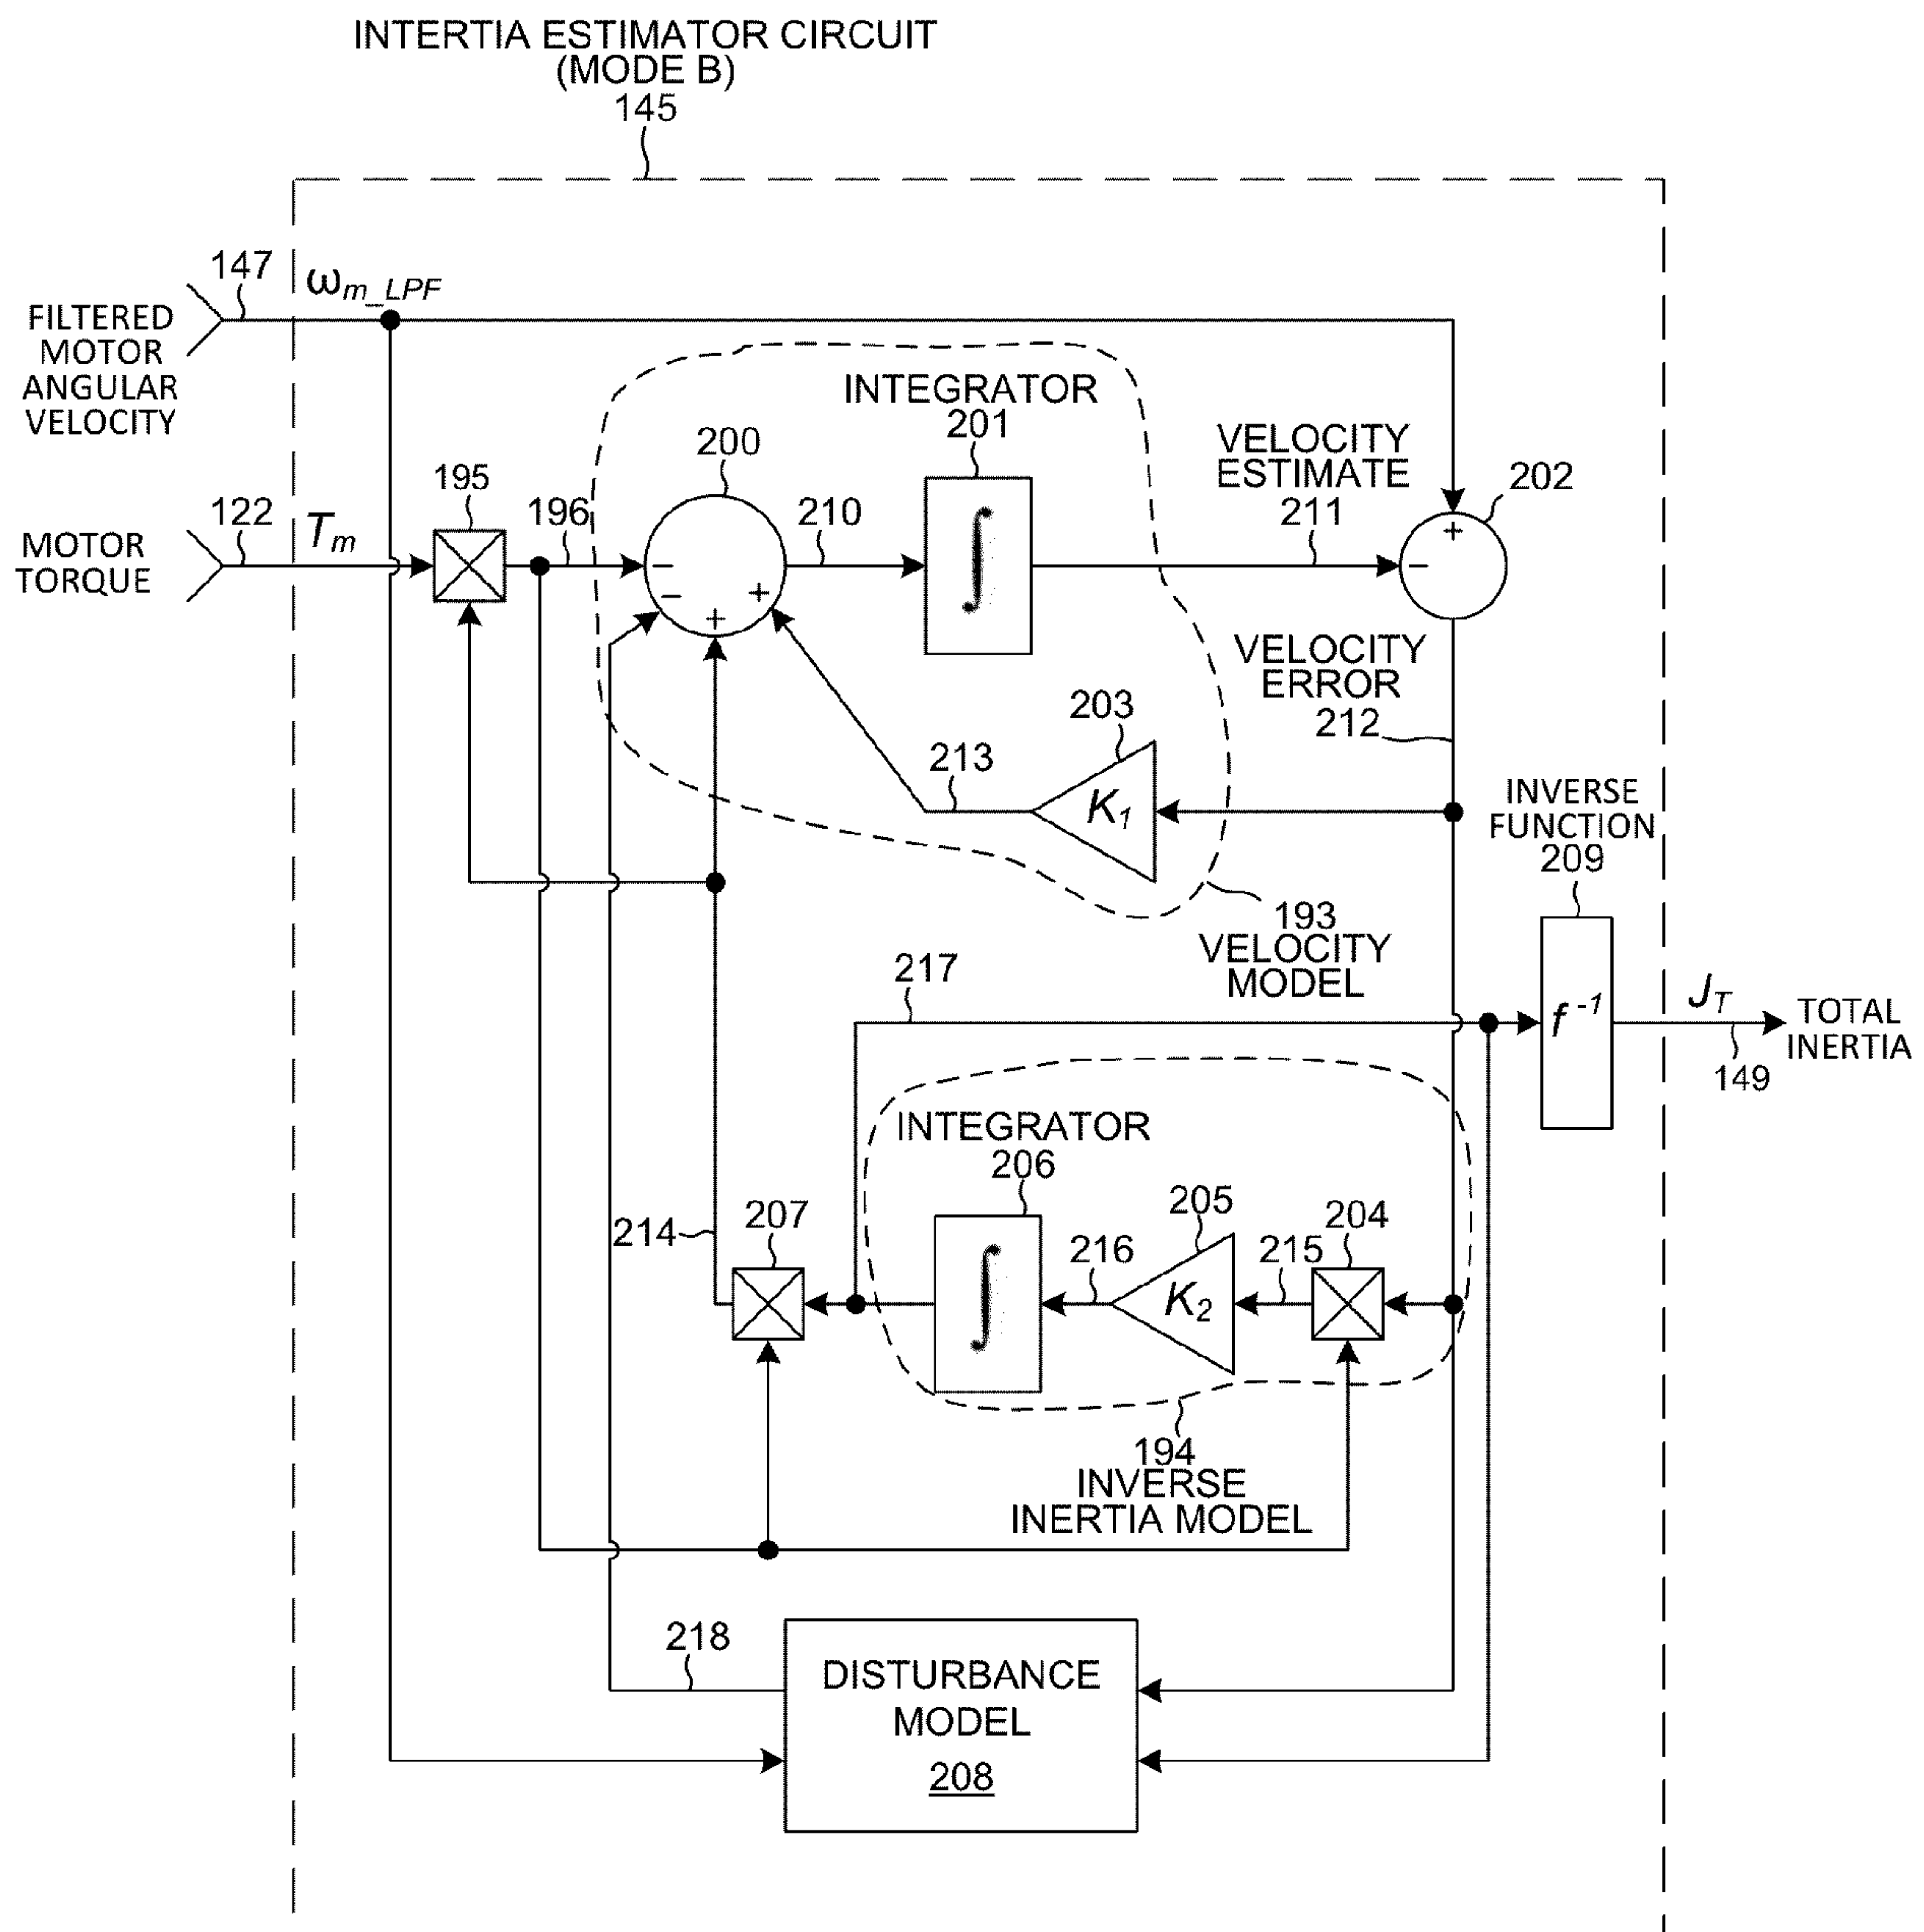 INTERTIA ESTIMATOR CIRCUIT
(MODE B)
145
147
ωm_LPF
FILTERED
MOTOR
ANGULAR
VELOCITY
INTEGRATOR
201
200
VELOCITY
ESTIMATE
211
202
195
122
Tm
196
210
MOTOR
TORQUE
∫
+
−
−
−
+
+
VELOCITY
ERROR
212
203
213
K1
INVERSE
FUNCTION
209
193
VELOCITY
MODEL
217
f -1
JT
TOTAL
INERTIA
149
INTEGRATOR
206
207
205
204
214
216
215
∫
K2
194
INVERSE
INERTIA MODEL
218
DISTURBANCE
MODEL
208